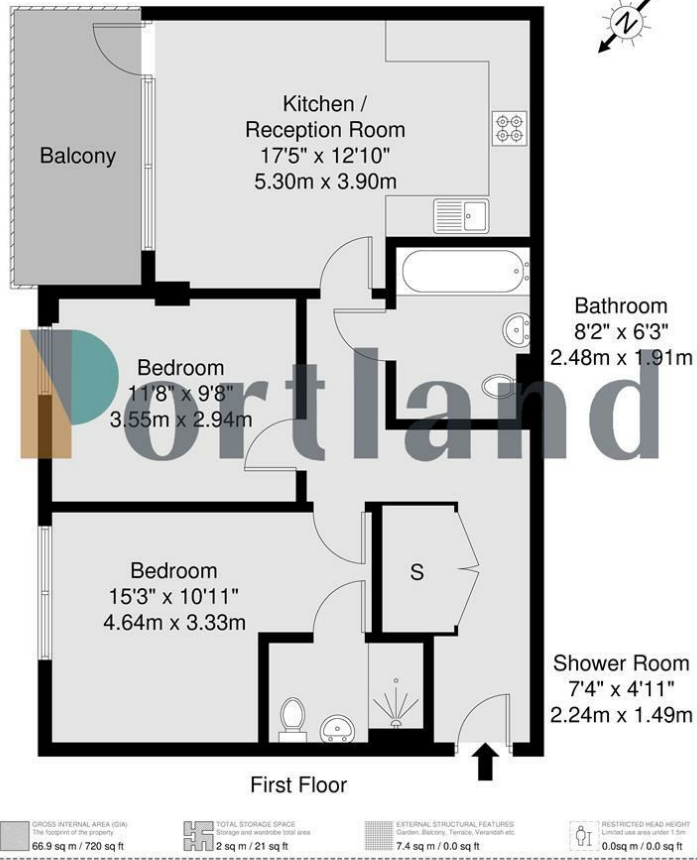 N
Kitchen /
Reception Room
17'5" x 12'10"
5.30m x 3.90m
Balcony
Bathroom
8'2" x 6'3"
2.48m x 1.91m
Bedroom
11'8" x 9'8"
3.55m x 2.94m
Portland
Bedroom
15'3" x 10'11"
4.64m x 3.33m
S
Shower Room
7'4" x 4'11"
2.24m x 1.49m
First Floor
GROSS INTERNAL AREA (GIA)
The footprint of the property
66.9 sq m / 720 sq ft
TOTAL STORAGE SPACE
Storage and wardrobe total area
2 sq m / 21 sq ft
EXTERNAL STRUCTURAL FEATURES
Garden, Balcony, Terrace, Verandah etc.
7.4 sq m / 0.0 sq ft
RESTRICTED HEAD HEIGHT
Limited use area under 1.5m
0.0sq m / 0.0 sq ft